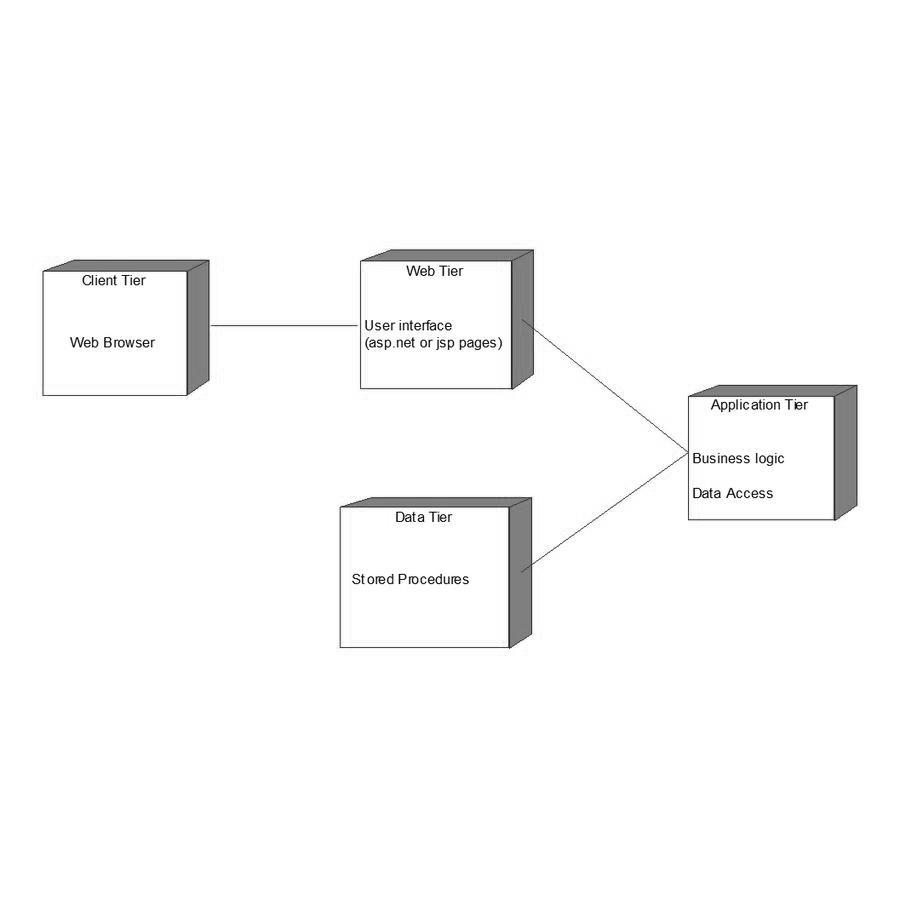 Client Tier
Web Browser
Web Tier
User interface
(asp.net or jsp pages)
Application Tier
Business logic
Data Access
Data Tier
Stored Procedures